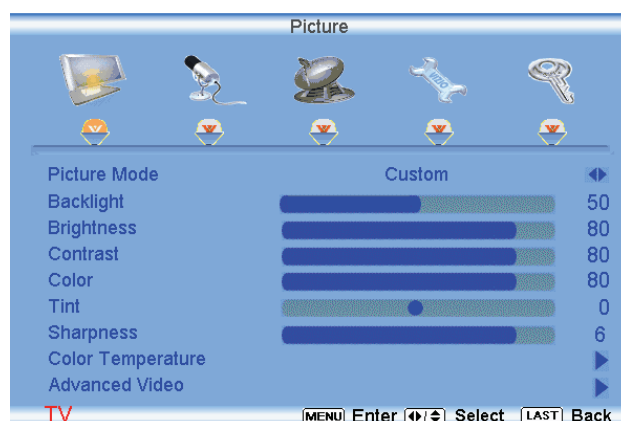 Picture
VIZIO
Picture Mode Custom
Backlight 50
Brightness 80
Contrast 80
Color 80
Tint 0
Sharpness 6
Color Temperature
Advanced Video
TV MENU Enter / Select LAST Back